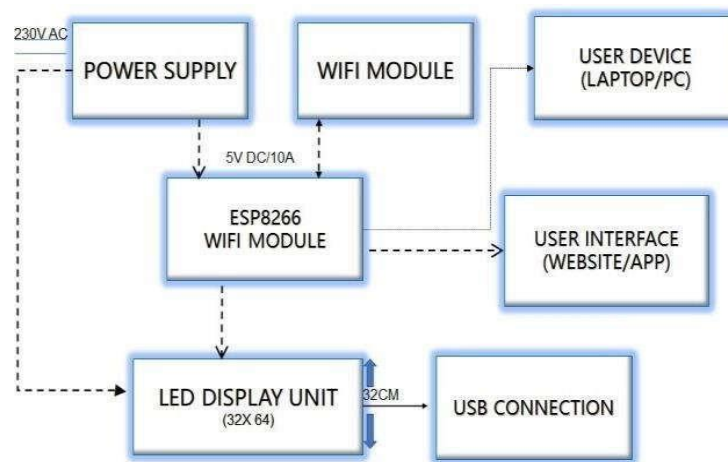 230V AC
POWER SUPPLY
WIFI MODULE
USER DEVICE
(LAPTOP/PC)
5V DC/10A
ESP8266
WIFI MODULE
USER INTERFACE
(WEBSITE/APP)
LED DISPLAY UNIT
(32X 64)
32CM
USB CONNECTION